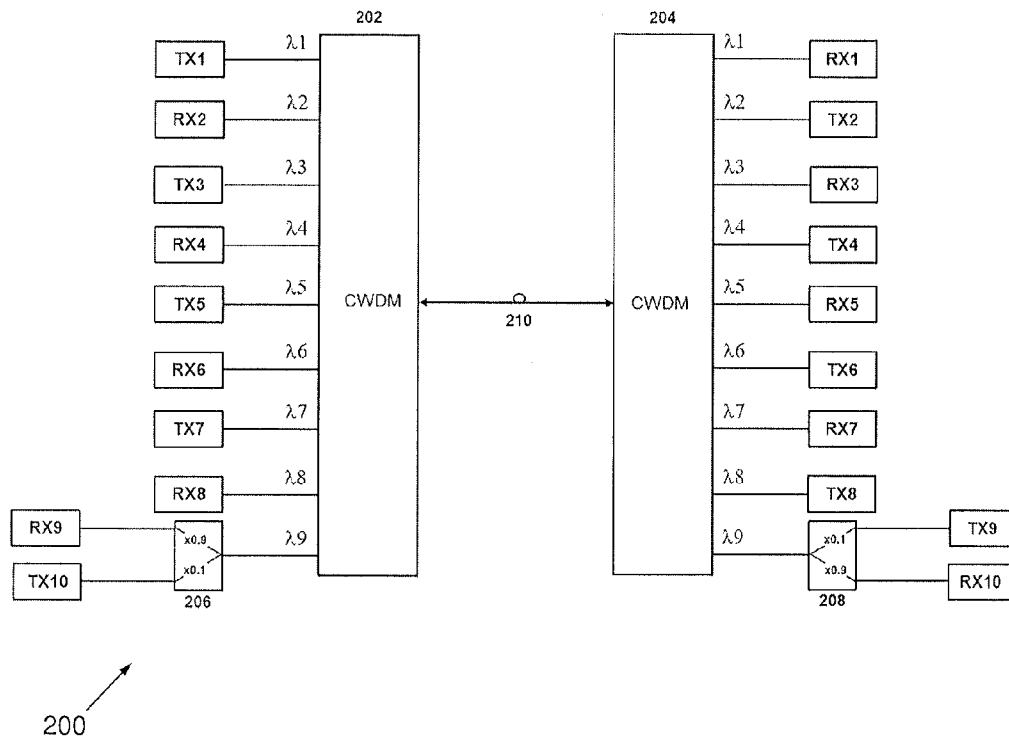 202 204
TX1 λ1 λ1 RX1
RX2 λ2 λ2 TX2
TX3 λ3 λ3 RX3
RX4 λ4 λ4 TX4
TX5 λ5 CWDM CWDM λ5 RX5
210
RX6 λ6 λ6 TX6
TX7 λ7 λ7 RX7
RX8 λ8 λ8 TX8
RX9 x0.9 λ9 λ9 x0.1 TX9
TX10 x0.1 x0.9 RX10
206 208
200